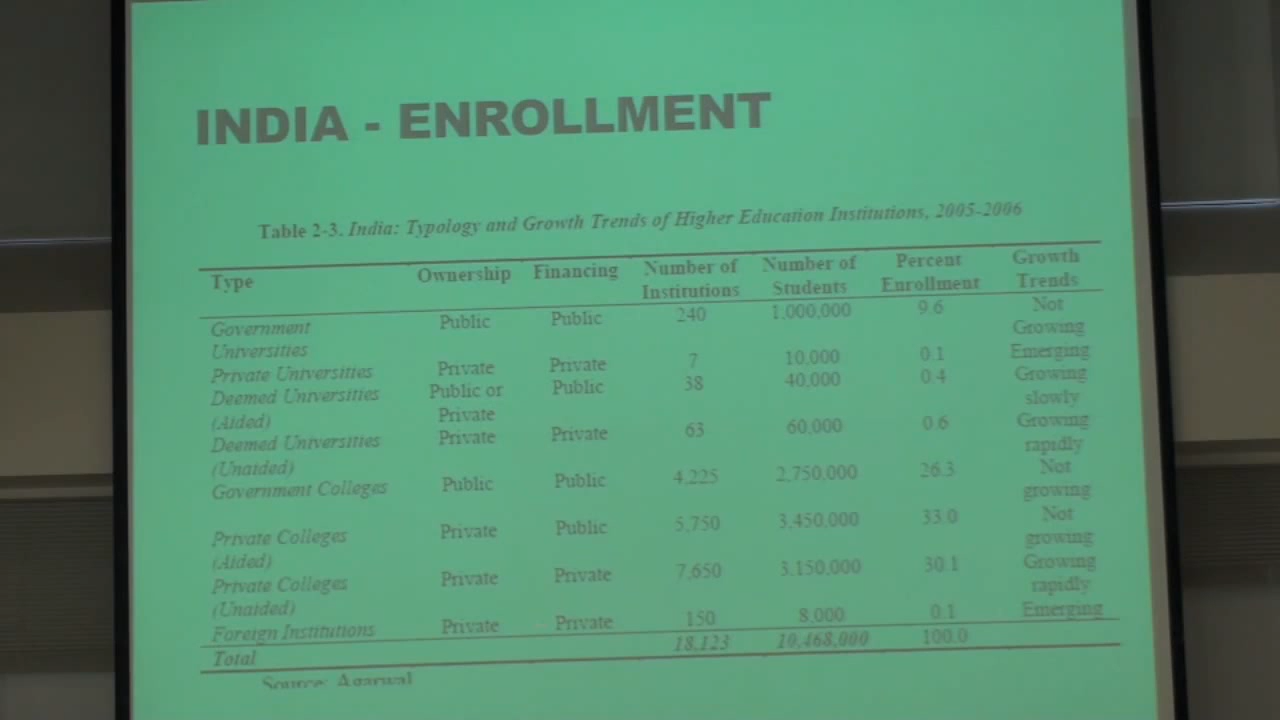 INDIA - ENROLLMENT
Table 2-3. India: Typology and Growth Trends of Higher Education Institutions, 2005-2006
Type Ownership Financing Number of Institutions Number of Students Percent Enrollment Growth Trends
Government Universities Public Public 240 1,000,000 9.6 Not Growing
Private Universities Private Private 7 10,000 0.1 Emerging
Deemed Universities (Aided) Public or Private Public 38 40,000 0.4 Growing slowly
Deemed Universities (Unaided) Private Private 63 60,000 0.6 Growing rapidly
Government Colleges Public Public 4,225 2,750,000 26.3 Not growing
Private Colleges (Aided) Private Public 5,750 3,450,000 33.0 Not growing
Private Colleges (Unaided) Private Private 7,650 3,150,000 30.1 Growing rapidly
Foreign Institutions Private Private 150 8,000 0.1 Emerging
Total 18,123 10,468,000 100.0
Source: Agarwal